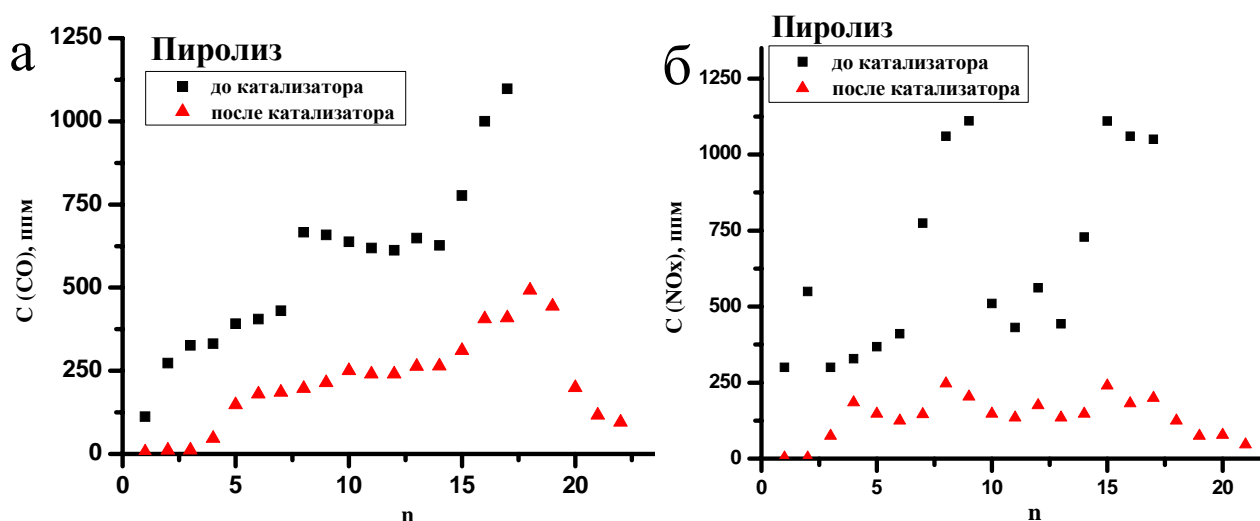 а
Пиролиз
до катализатора
после катализатора
1250
1000
750
500
250
0
C (CO), ппм
0 5 10 15 20
n
б
Пиролиз
до катализатора
после катализатора
1250
1000
750
500
250
0
C (NOx), ппм
0 5 10 15 20
n